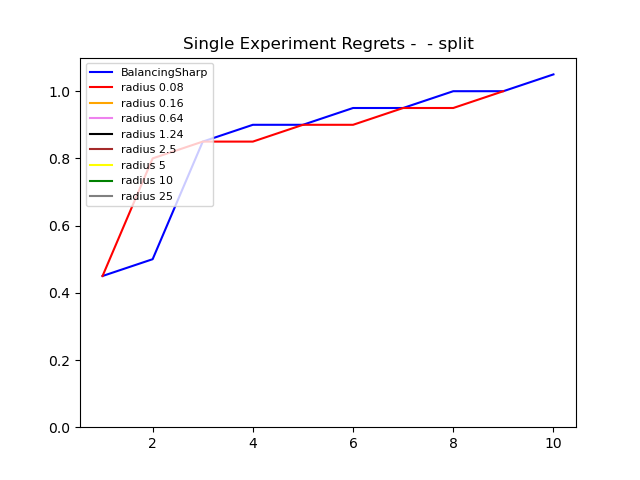 Single Experiment Regrets -  - split
BalancingSharp
radius 0.08
radius 0.16
radius 0.64
radius 1.24
radius 2.5
radius 5
radius 10
radius 25
1.0
0.8
0.6
0.4
0.2
0.0
2 4 6 8 10